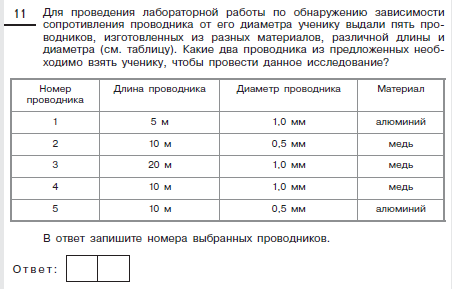 11 Для проведения лабораторной работы по обнаружению зависимости
сопротивления проводника от его диаметра ученику выдали пять про-
водников, изготовленных из разных материалов, различной длины и
диаметра (см. таблицу). Какие два проводника из предложенных необ-
ходимо взять ученику, чтобы провести данное исследование?
Номер проводника Длина проводника Диаметр проводника Материал
1 5 м 1,0 мм алюминий
2 10 м 0,5 мм медь
3 20 м 1,0 мм медь
4 10 м 1,0 мм медь
5 10 м 0,5 мм алюминий
В ответ запишите номера выбранных проводников.
Ответ: